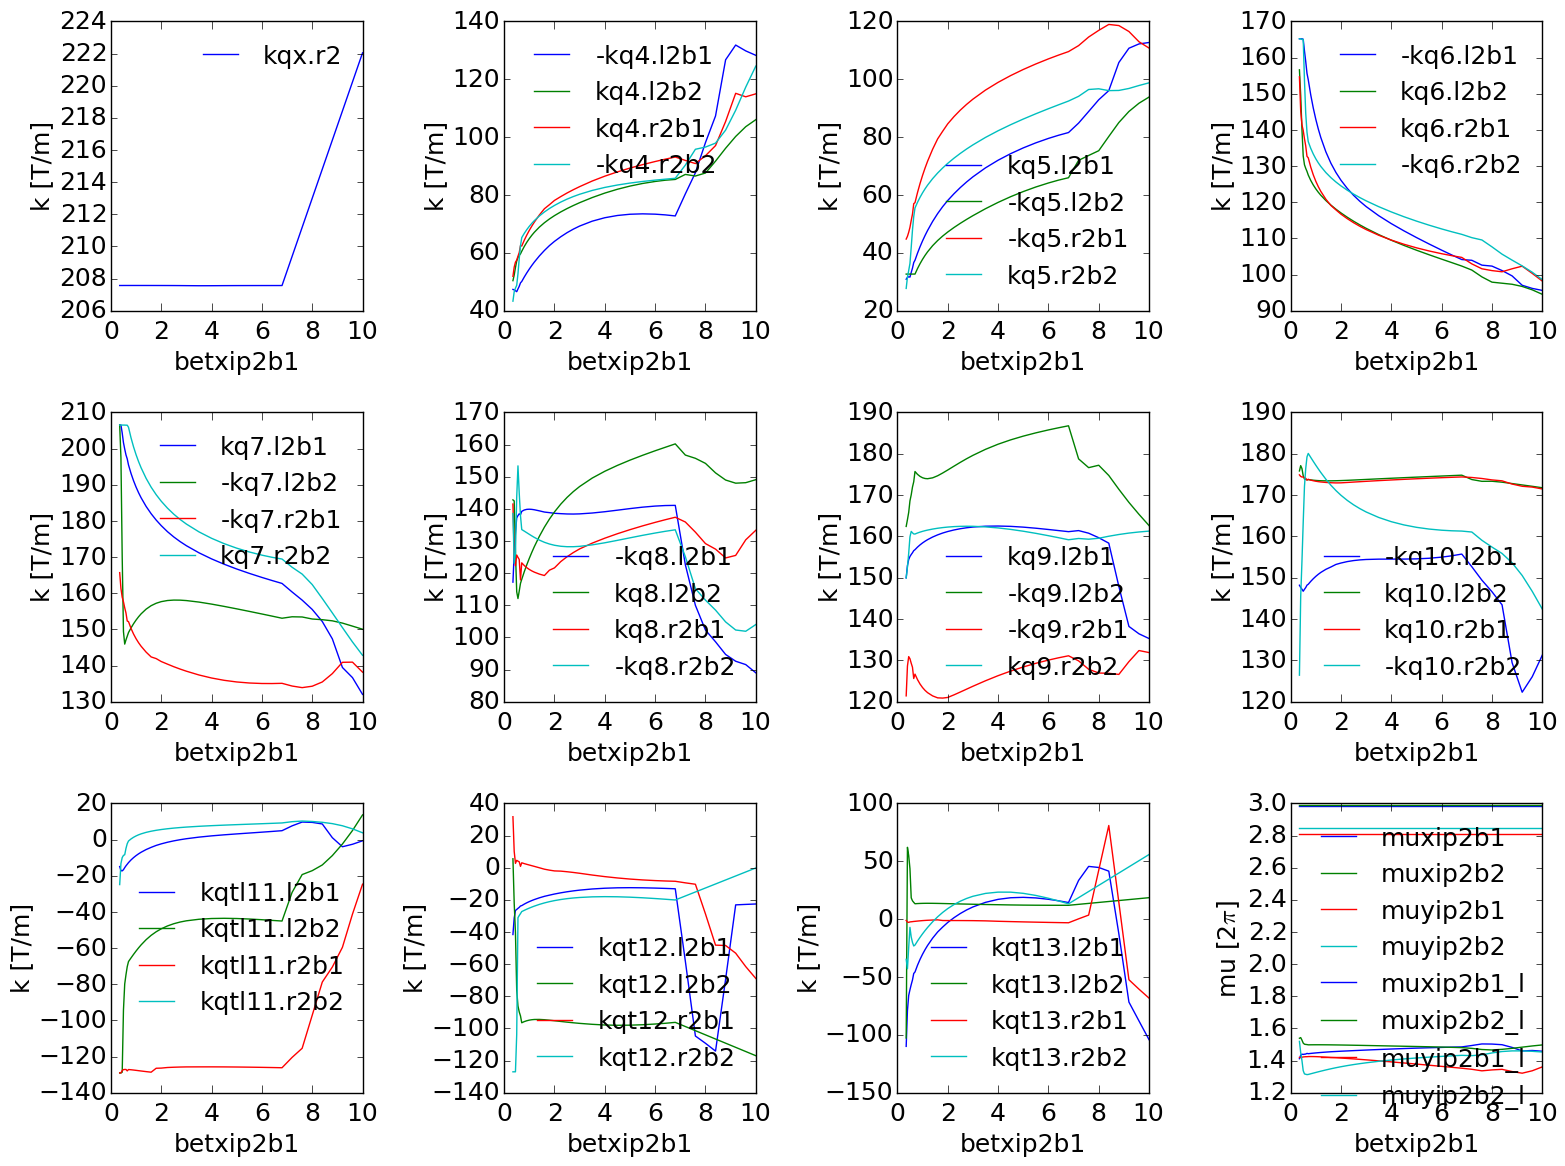 224
222
220
218
216
214
212
210
208
206
k [T/m]
kqx.r2
0 2 4 6 8 10
betxip2b1
140
120
100
80
60
40
k [T/m]
-kq4.l2b1
kq4.l2b2
kq4.r2b1
-kq4.r2b2
0 2 4 6 8 10
betxip2b1
120
100
80
60
40
20
k [T/m]
kq5.l2b1
-kq5.l2b2
-kq5.r2b1
kq5.r2b2
0 2 4 6 8 10
betxip2b1
170
160
150
140
130
120
110
100
90
k [T/m]
-kq6.l2b1
kq6.l2b2
kq6.r2b1
-kq6.r2b2
0 2 4 6 8 10
betxip2b1
210
200
190
180
170
160
150
140
130
k [T/m]
kq7.l2b1
-kq7.l2b2
-kq7.r2b1
kq7.r2b2
0 2 4 6 8 10
betxip2b1
170
160
150
140
130
120
110
100
90
80
k [T/m]
-kq8.l2b1
kq8.l2b2
kq8.r2b1
-kq8.r2b2
0 2 4 6 8 10
betxip2b1
190
180
170
160
150
140
130
120
k [T/m]
kq9.l2b1
-kq9.l2b2
-kq9.r2b1
kq9.r2b2
0 2 4 6 8 10
betxip2b1
190
180
170
160
150
140
130
120
k [T/m]
-kq10.l2b1
kq10.l2b2
kq10.r2b1
-kq10.r2b2
0 2 4 6 8 10
betxip2b1
20
0
−20
−40
−60
−80
−100
−120
−140
k [T/m]
kqtl11.l2b1
kqtl11.l2b2
kqtl11.r2b1
kqtl11.r2b2
0 2 4 6 8 10
betxip2b1
40
20
0
−20
−40
−60
−80
−100
−120
−140
k [T/m]
kqt12.l2b1
kqt12.l2b2
kqt12.r2b1
kqt12.r2b2
0 2 4 6 8 10
betxip2b1
100
50
0
−50
−100
−150
k [T/m]
kqt13.l2b1
kqt13.l2b2
kqt13.r2b1
kqt13.r2b2
0 2 4 6 8 10
betxip2b1
3.0
2.8
2.6
2.4
2.2
2.0
1.8
1.6
1.4
1.2
mu [2π]
muxip2b1
muxip2b2
muyip2b1
muyip2b2
muxip2b1_l
muxip2b2_l
muyip2b1_l
muyip2b2_l
0 2 4 6 8 10
betxip2b1